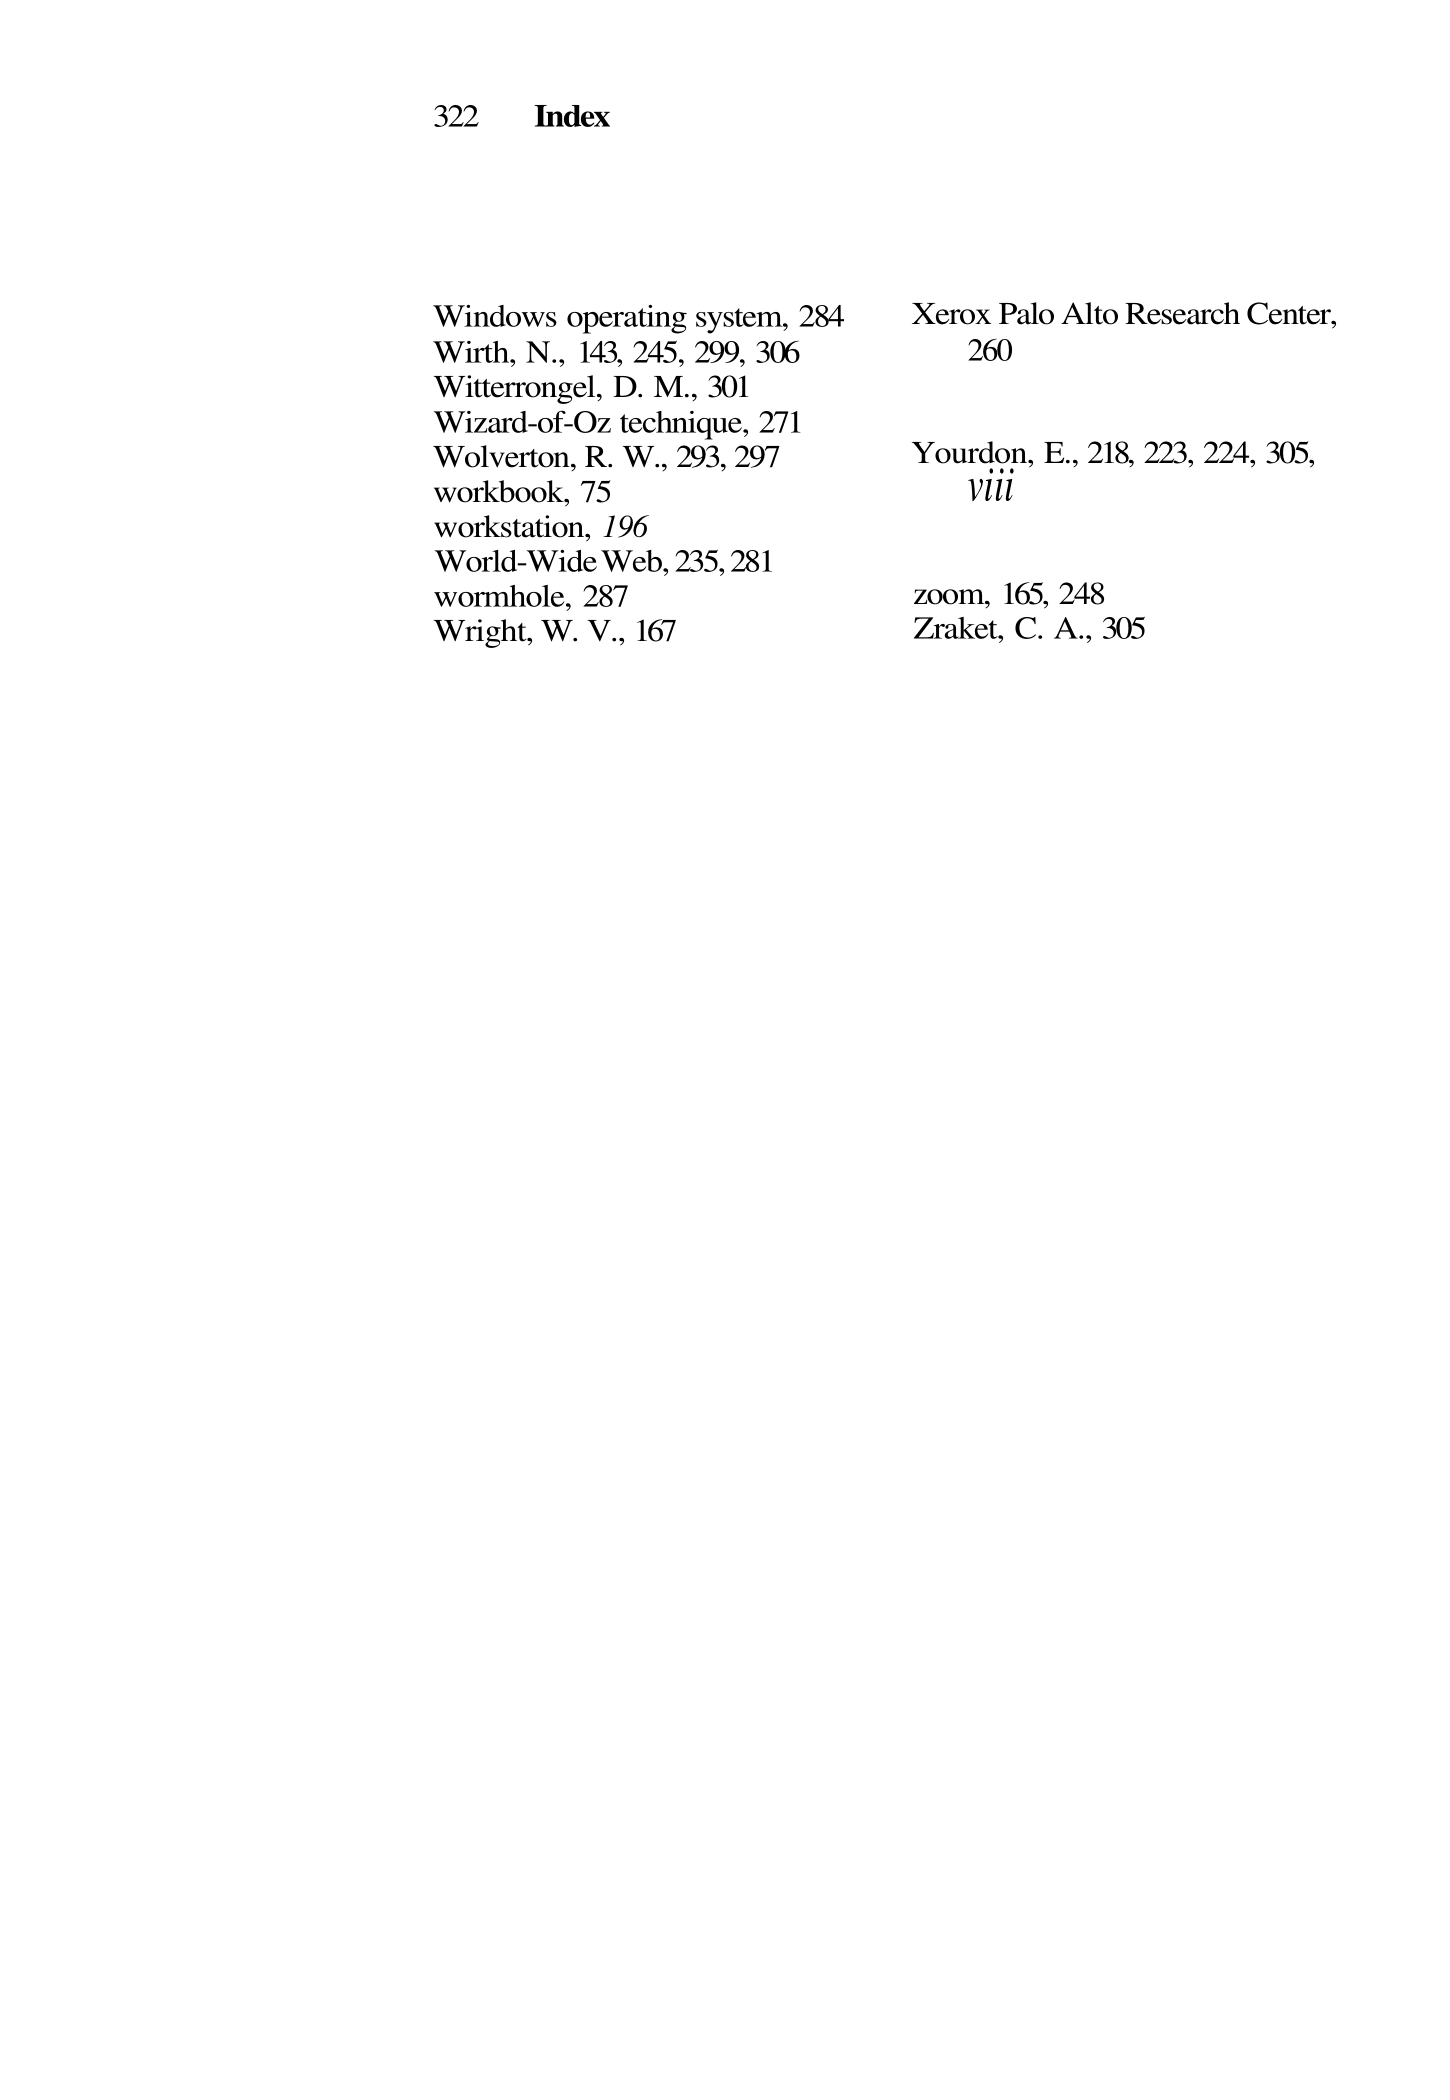 322 Index
Windows operating system, 284
Wirth, N., 143, 245, 299, 306
Witterrongel, D. M., 301
Wizard-of-Oz technique, 271
Wolverton, R. W., 293, 297
workbook, 75
workstation, 196
World-Wide Web, 235, 281
wormhole, 287
Wright, W. V., 167
Xerox Palo Alto Research Center,
260
Yourdon, E., 218, 223, 224, 305,
viii
zoom, 165, 248
Zraket, C. A., 305